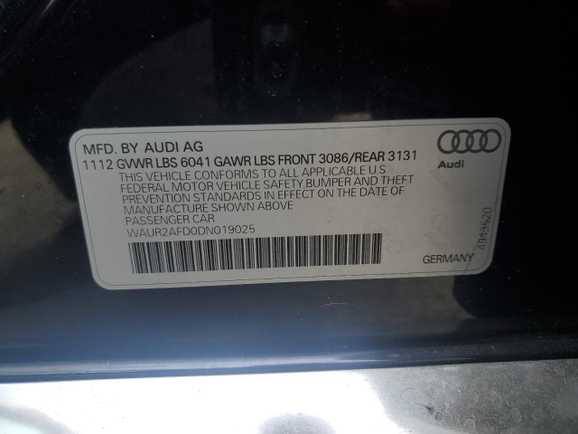 MFD. BY AUDI AG
1112 GVWR LBS 6041 GAWR LBS FRONT 3086/REAR 3131
THIS VEHICLE CONFORMS TO ALL APPLICABLE U.S
FEDERAL MOTOR VEHICLE SAFETY BUMPER AND THEFT
PREVENTION STANDARDS IN EFFECT ON DATE OF
MANUFACTURE SHOWN ABOVE
PASSENGER CAR
WAUR2AFD0DN019025
Audi
GERMANY